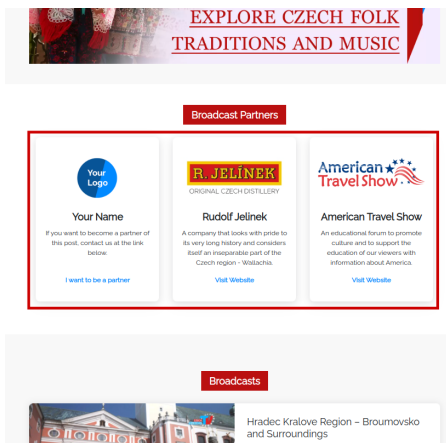 EXPLORE CZECH FOLK
TRADITIONS AND MUSIC
Broadcast Partners
Your
Logo
Your Name
If you want to become a partner of
this post, contact us at the link
below.
I want to be a partner
R. JELÍNEK
ORIGINAL CZECH DISTILLERY
Rudolf Jelinek
A company that looks with pride to
its very long history and considers
itself an inseparable part of the
Czech region - Wallachia.
Visit Website
American
Travel Show
American Travel Show
An educational forum to promote
culture and to support the
education of our viewers with
information about America.
Visit Website
Broadcasts
Hradec Kralove Region – Broumovsko
and Surroundings